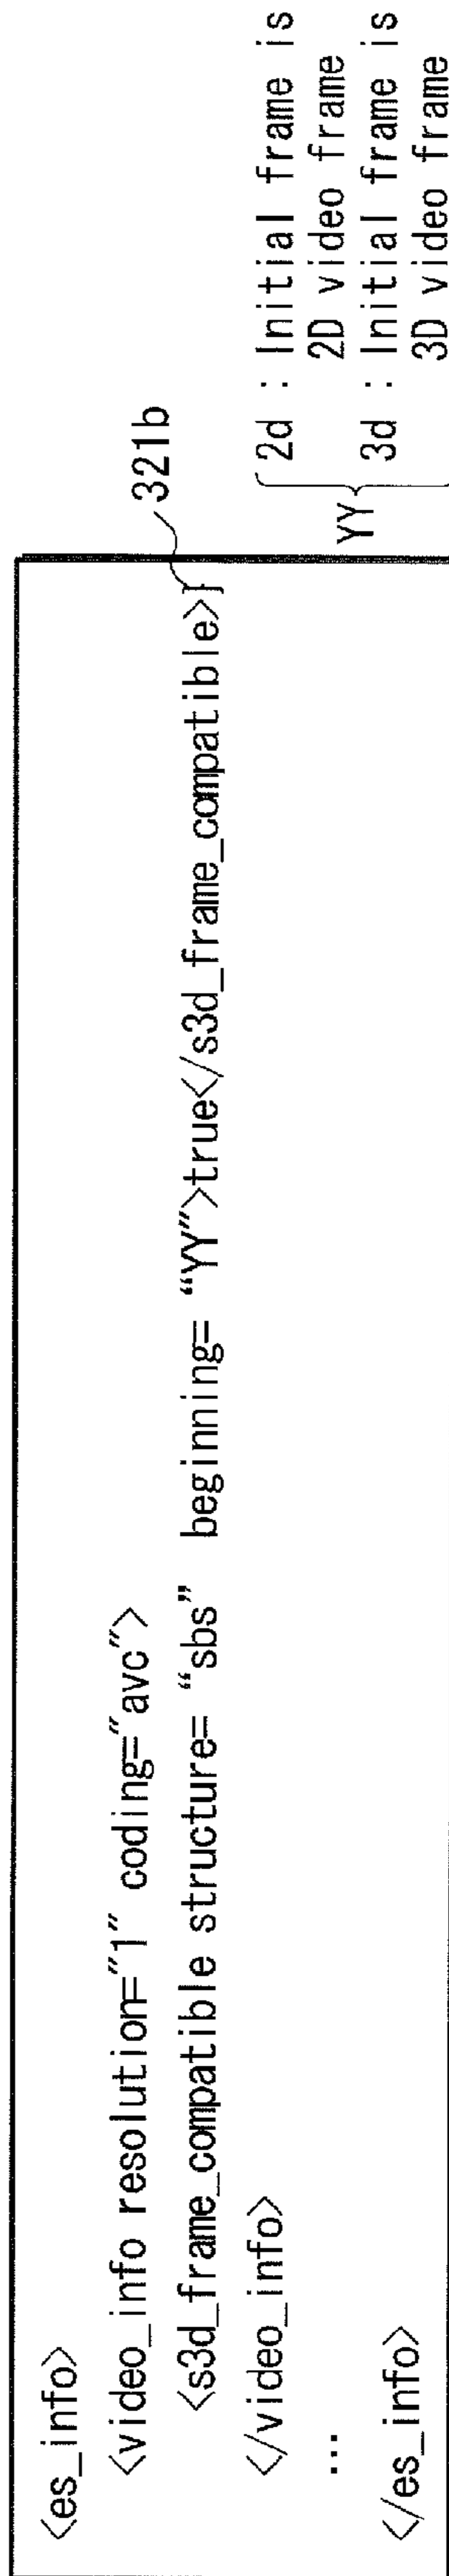 <es_info>
<video_info resolution="1" coding="avc">
<s3d_frame_compatible structure= “sbs” beginning= “YY”>true</s3d_frame_compatible>
</video_info>
...
</es_info>
321b
YY
2d : Initial frame is
2D video frame
3d : Initial frame is
3D video frame